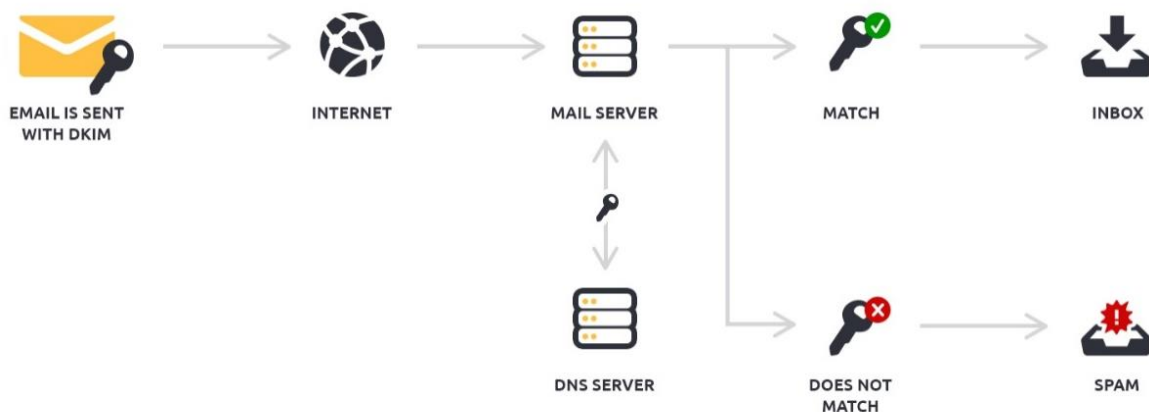 EMAIL IS SENT
WITH DKIM
INTERNET
MAIL SERVER
MATCH
INBOX
DNS SERVER
DOES NOT
MATCH
SPAM